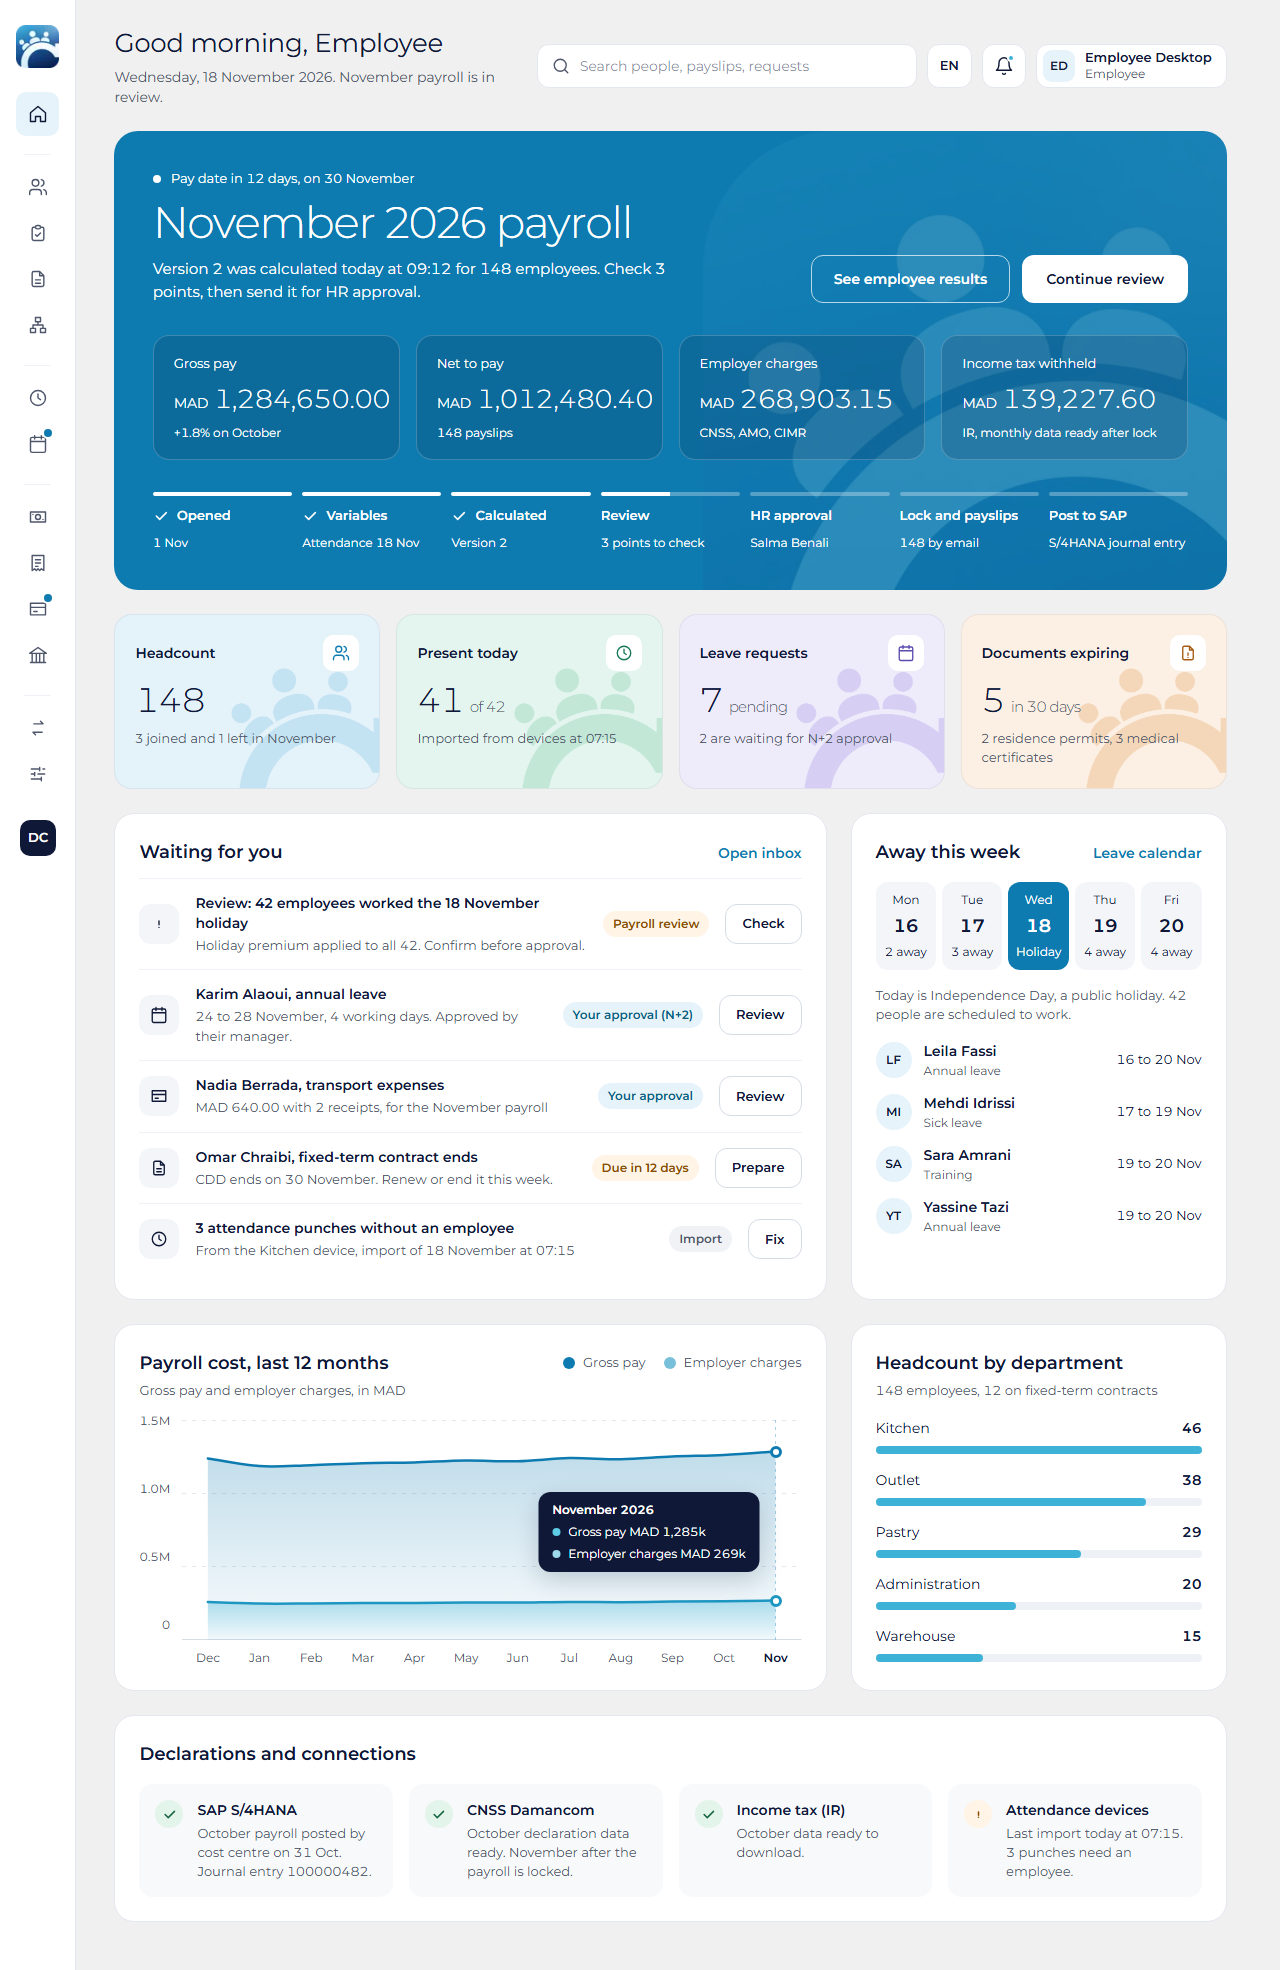 Good morning, Employee
Wednesday, 18 November 2026. November payroll is in
review.
Search people, payslips, requests
EN
ED
Employee Desktop
Employee
Pay date in 12 days, on 30 November
November 2026 payroll
Version 2 was calculated today at 09:12 for 148 employees. Check 3
points, then send it for HR approval.
See employee results
Continue review
Gross pay
MAD 1,284,650.00
+1.8% on October
Net to pay
MAD 1,012,480.40
148 payslips
Employer charges
MAD 268,903.15
CNSS, AMO, CIMR
Income tax withheld
MAD 139,227.60
IR, monthly data ready after lock
Opened
1 Nov
Variables
Attendance 18 Nov
Calculated
Version 2
Review
3 points to check
HR approval
Salma Benali
Lock and payslips
148 by email
Post to SAP
S/4HANA journal entry
Headcount
148
3 joined and 1 left in November
Present today
41 of 42
Imported from devices at 07:15
Leave requests
7 pending
2 are waiting for N+2 approval
Documents expiring
5 in 30 days
2 residence permits, 3 medical
certificates
DC
Waiting for you
Open inbox
Review: 42 employees worked the 18 November
holiday
Holiday premium applied to all 42. Confirm before approval.
Payroll review
Check
Karim Alaoui, annual leave
24 to 28 November, 4 working days. Approved by
their manager.
Your approval (N+2)
Review
Nadia Berrada, transport expenses
MAD 640.00 with 2 receipts, for the November payroll
Your approval
Review
Omar Chraibi, fixed-term contract ends
CDD ends on 30 November. Renew or end it this week.
Due in 12 days
Prepare
3 attendance punches without an employee
From the Kitchen device, import of 18 November at 07:15
Import
Fix
Away this week
Leave calendar
Mon
16
2 away
Tue
17
3 away
Wed
18
Holiday
Thu
19
4 away
Fri
20
4 away
Today is Independence Day, a public holiday. 42
people are scheduled to work.
LF
Leila Fassi
Annual leave
16 to 20 Nov
MI
Mehdi Idrissi
Sick leave
17 to 19 Nov
SA
Sara Amrani
Training
19 to 20 Nov
YT
Yassine Tazi
Annual leave
19 to 20 Nov
Payroll cost, last 12 months
Gross pay
Employer charges
Gross pay and employer charges, in MAD
1.5M
1.0M
0.5M
0
November 2026
Gross pay MAD 1,285k
Employer charges MAD 269k
Dec Jan Feb Mar Apr May Jun Jul Aug Sep Oct Nov
Headcount by department
148 employees, 12 on fixed-term contracts
Kitchen 46
Outlet 38
Pastry 29
Administration 20
Warehouse 15
Declarations and connections
SAP S/4HANA
October payroll posted by
cost centre on 31 Oct.
Journal entry 100000482.
CNSS Damancom
October declaration data
ready. November after the
payroll is locked.
Income tax (IR)
October data ready to
download.
Attendance devices
Last import today at 07:15.
3 punches need an
employee.